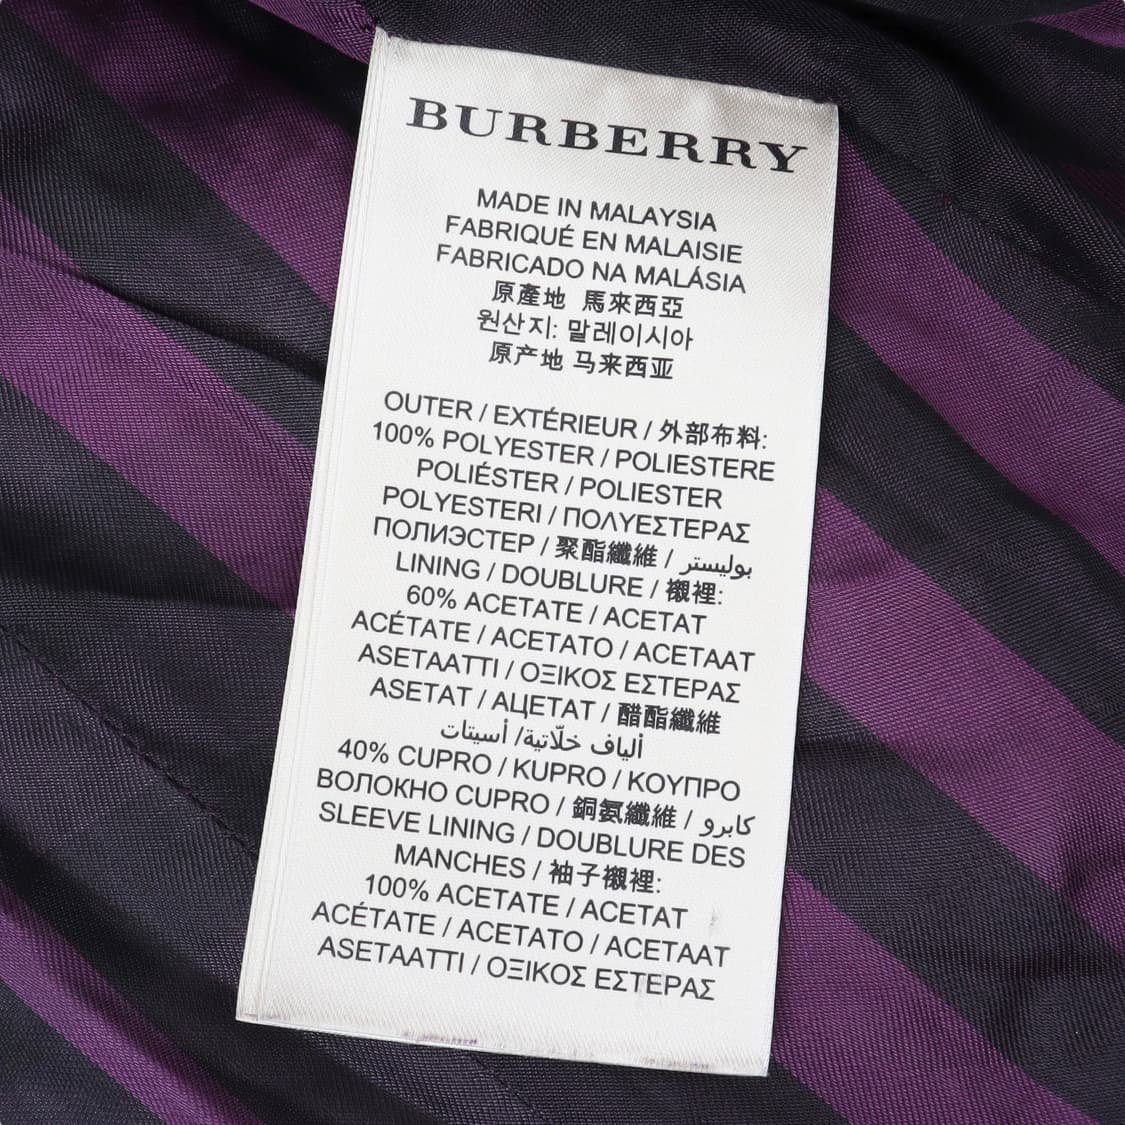 BURBERRY
MADE IN MALAYSIA
FABRIQUÉ EN MALAISIE
FABRICADO NA MALÁSIA
原產地 馬來西亞
원산지: 말레이시아
原产地 马来西亚
OUTER / EXTÉRIEUR / 外部布料:
100% POLYESTER / POLIESTERE
POLIÉSTER / POLIESTER
POLYESTERI / ΠΟΛΥΕΣΤΕΡΑΣ
ПОЛИЭСТЕР / 聚酯纖維 / بوليستر
LINING / DOUBLURE / 襯裡:
60% ACETATE / ACETAT
ACÉTATE / ACETATO / ACETAAT
ASETAATTI / ΟΞΙΚΟΣ ΕΣΤΕΡΑΣ
ASETAT / АЦЕТАТ / 醋酯纖維
ألياف خلّاتية/ أسيتات
40% CUPRO / KUPRO / ΚΟΥΠΡΟ
ВОЛОКНО CUPRO / 銅氨纖維 / كابرو
SLEEVE LINING / DOUBLURE DES
MANCHES / 袖子襯裡:
100% ACETATE / ACETAT
ACÉTATE / ACETATO / ACETAAT
ASETAATTI / ΟΞΙΚΟΣ ΕΣΤΕΡΑΣ